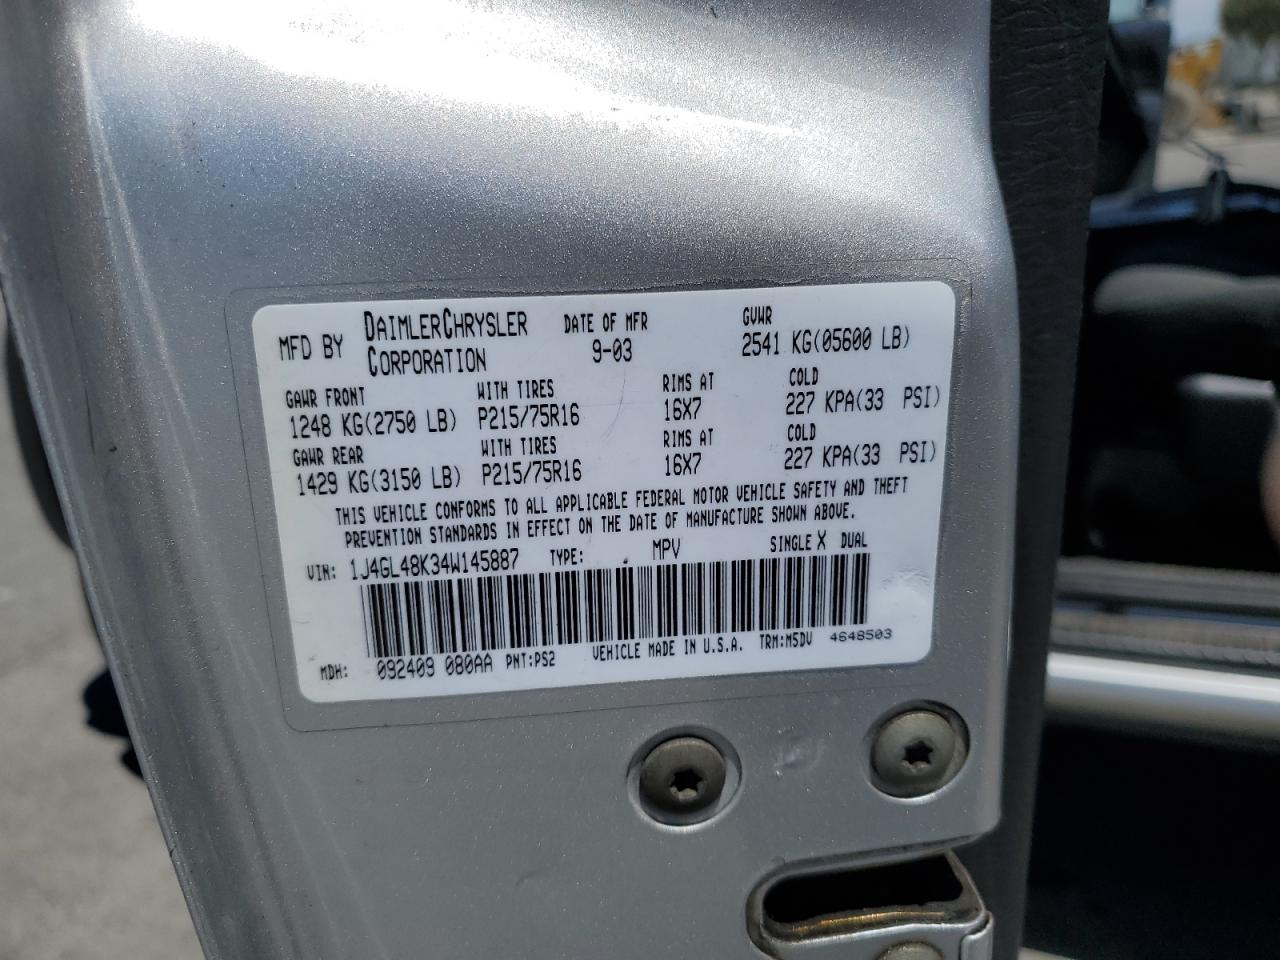 MFD BY DAIMLERCHRYSLER CORPORATION DATE OF MFR 9-03 GVWR 2541 KG(05600 LB)
GAWR FRONT WITH TIRES RIMS AT COLD
1248 KG(2750 LB) P215/75R16 16X7 227 KPA(33 PSI)
GAWR REAR WITH TIRES RIMS AT COLD
1429 KG(3150 LB) P215/75R16 16X7 227 KPA(33 PSI)
THIS VEHICLE CONFORMS TO ALL APPLICABLE FEDERAL MOTOR VEHICLE SAFETY AND THEFT
PREVENTION STANDARDS IN EFFECT ON THE DATE OF MANUFACTURE SHOWN ABOVE.
VIN: 1J4GL48K34W145887 TYPE: MPV SINGLE X DUAL
MDH: 092409 080AA PNT:PS2 VEHICLE MADE IN U.S.A. TRM:M5DV 4648503